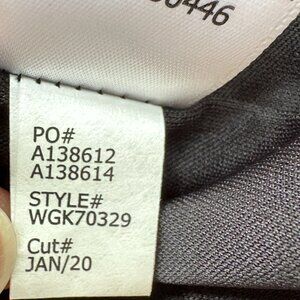 PO#
A138612
A138614
STYLE#
WGK70329
Cut#
JAN/20